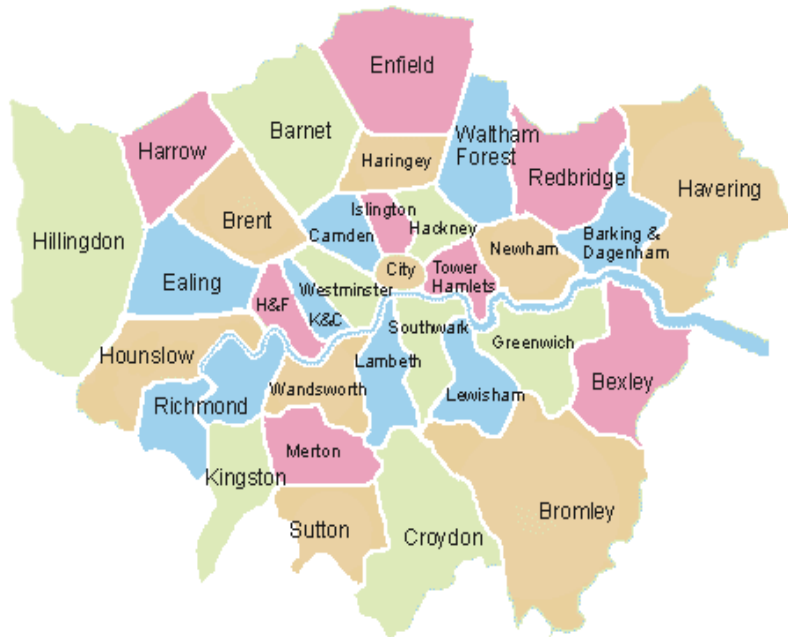 Enfield
Barnet
Waltham
Forest
Harrow
Haringey
Redbridge
Havering
Islington
Brent
Hackney
Camden
Hillingdon
Newham
Barking &
Dagenham
City
Tower
Hamlets
Ealing
Westminster
H&F
K&C
Southwark
Greenwich
Hounslow
Lambeth
Bexley
Wandsworth
Lewisham
Richmond
Merton
Kingston
Bromley
Sutton
Croydon